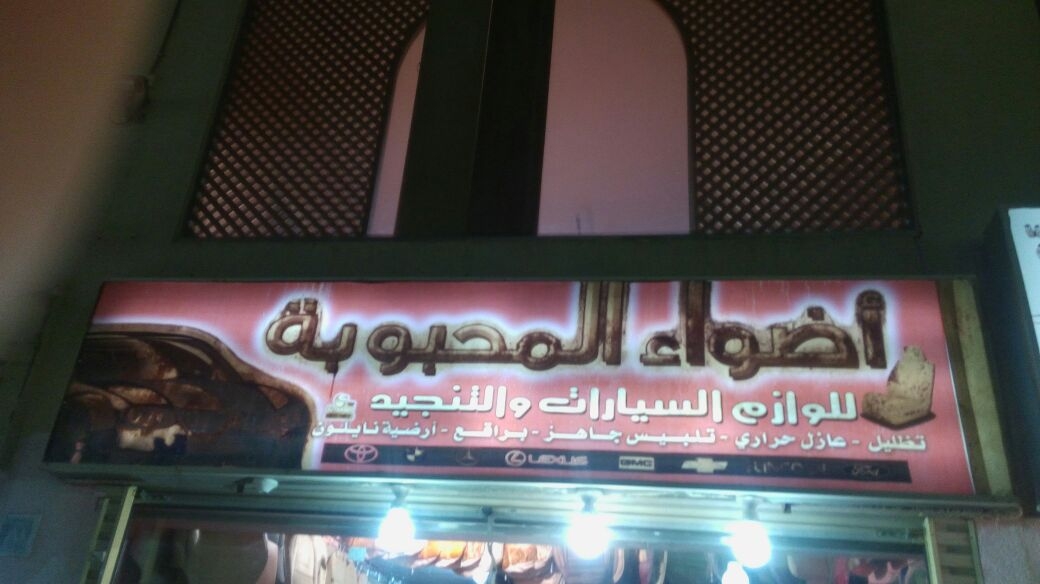 أضواء المحبوبة
للوازم السيارات والتنجيد
تظليل - عازل حراري - تلبيس جاهز - براقع - أرضية نايلون
LEXUS GMC